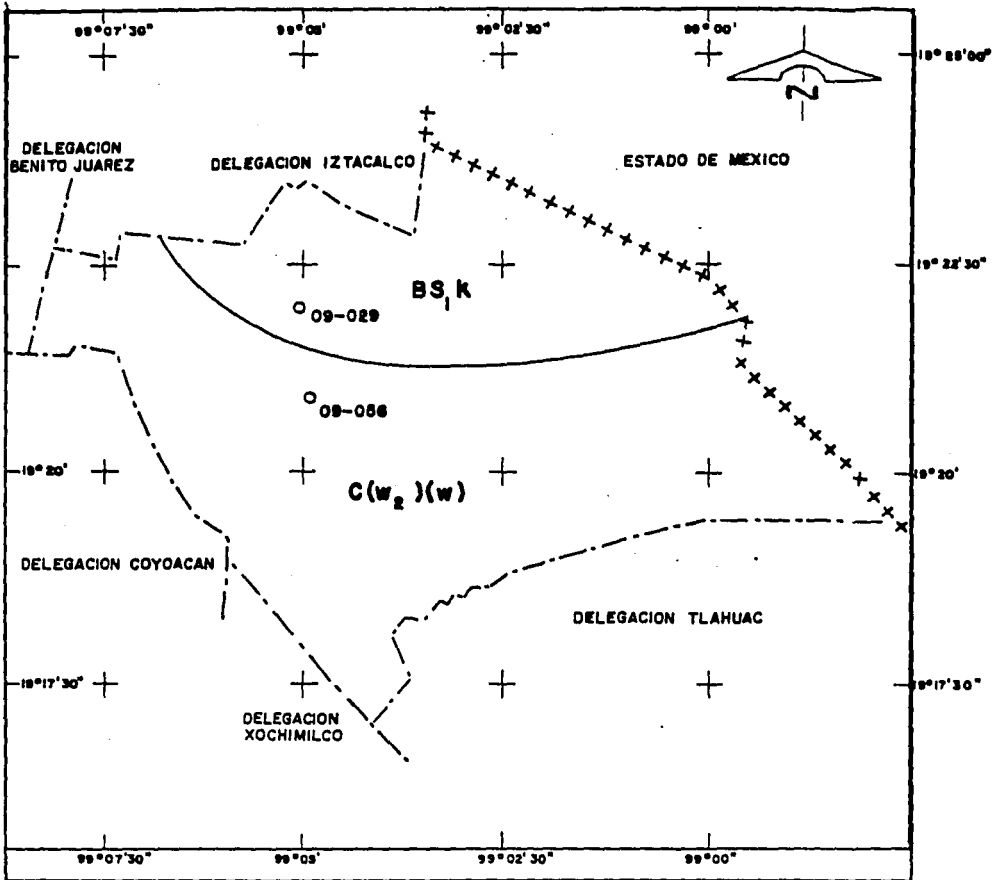 99°07'30"
99°05'
99°02'30"
99°00'
19°25'00"
N
DELEGACION
BENITO JUAREZ
DELEGACION IZTACALCO
ESTADO DE MEXICO
19°22'30"
BS₁k
09-029
09-056
19°20'
19°20'
C(w₂)(w)
DELEGACION COYOACAN
DELEGACION TLAHUAC
19°17'30"
19°17'30"
DELEGACION
XOCHIMILCO
99°07'30"
99°05'
99°02'30"
99°00'